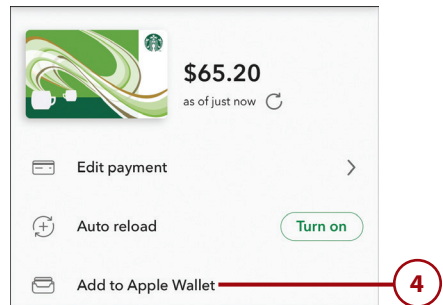 $65.20
as of just now
Edit payment
Auto reload
Turn on
Add to Apple Wallet
4